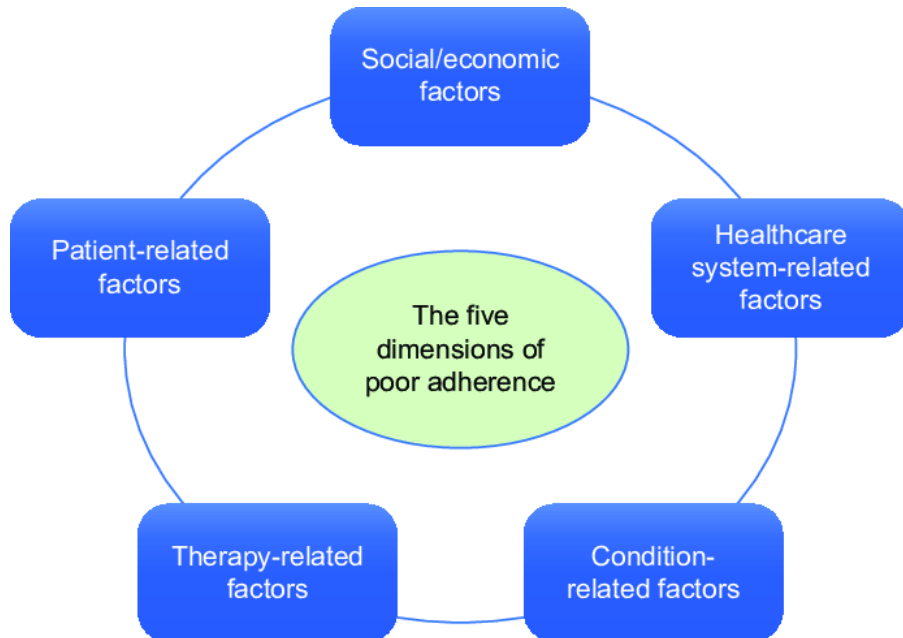 Social/economic
factors
Patient-related
factors
Healthcare
system-related
factors
The five
dimensions of
poor adherence
Therapy-related
factors
Condition-
related factors